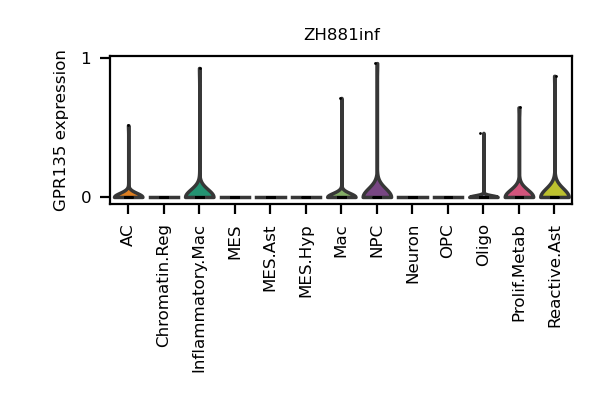 ZH881inf
GPR135 expression
1
0
AC
Chromatin.Reg
Inflammatory.Mac
MES
MES.Ast
MES.Hyp
Mac
NPC
Neuron
OPC
Oligo
Prolif.Metab
Reactive.Ast